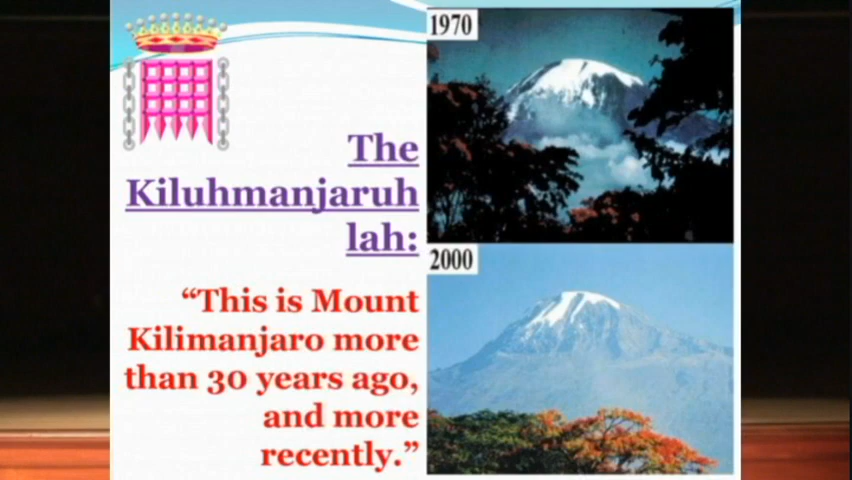 The
Kiluhmanjaruh
lah:
“This is Mount
Kilimanjaro more
than 30 years ago,
and more
recently.”
1970
2000